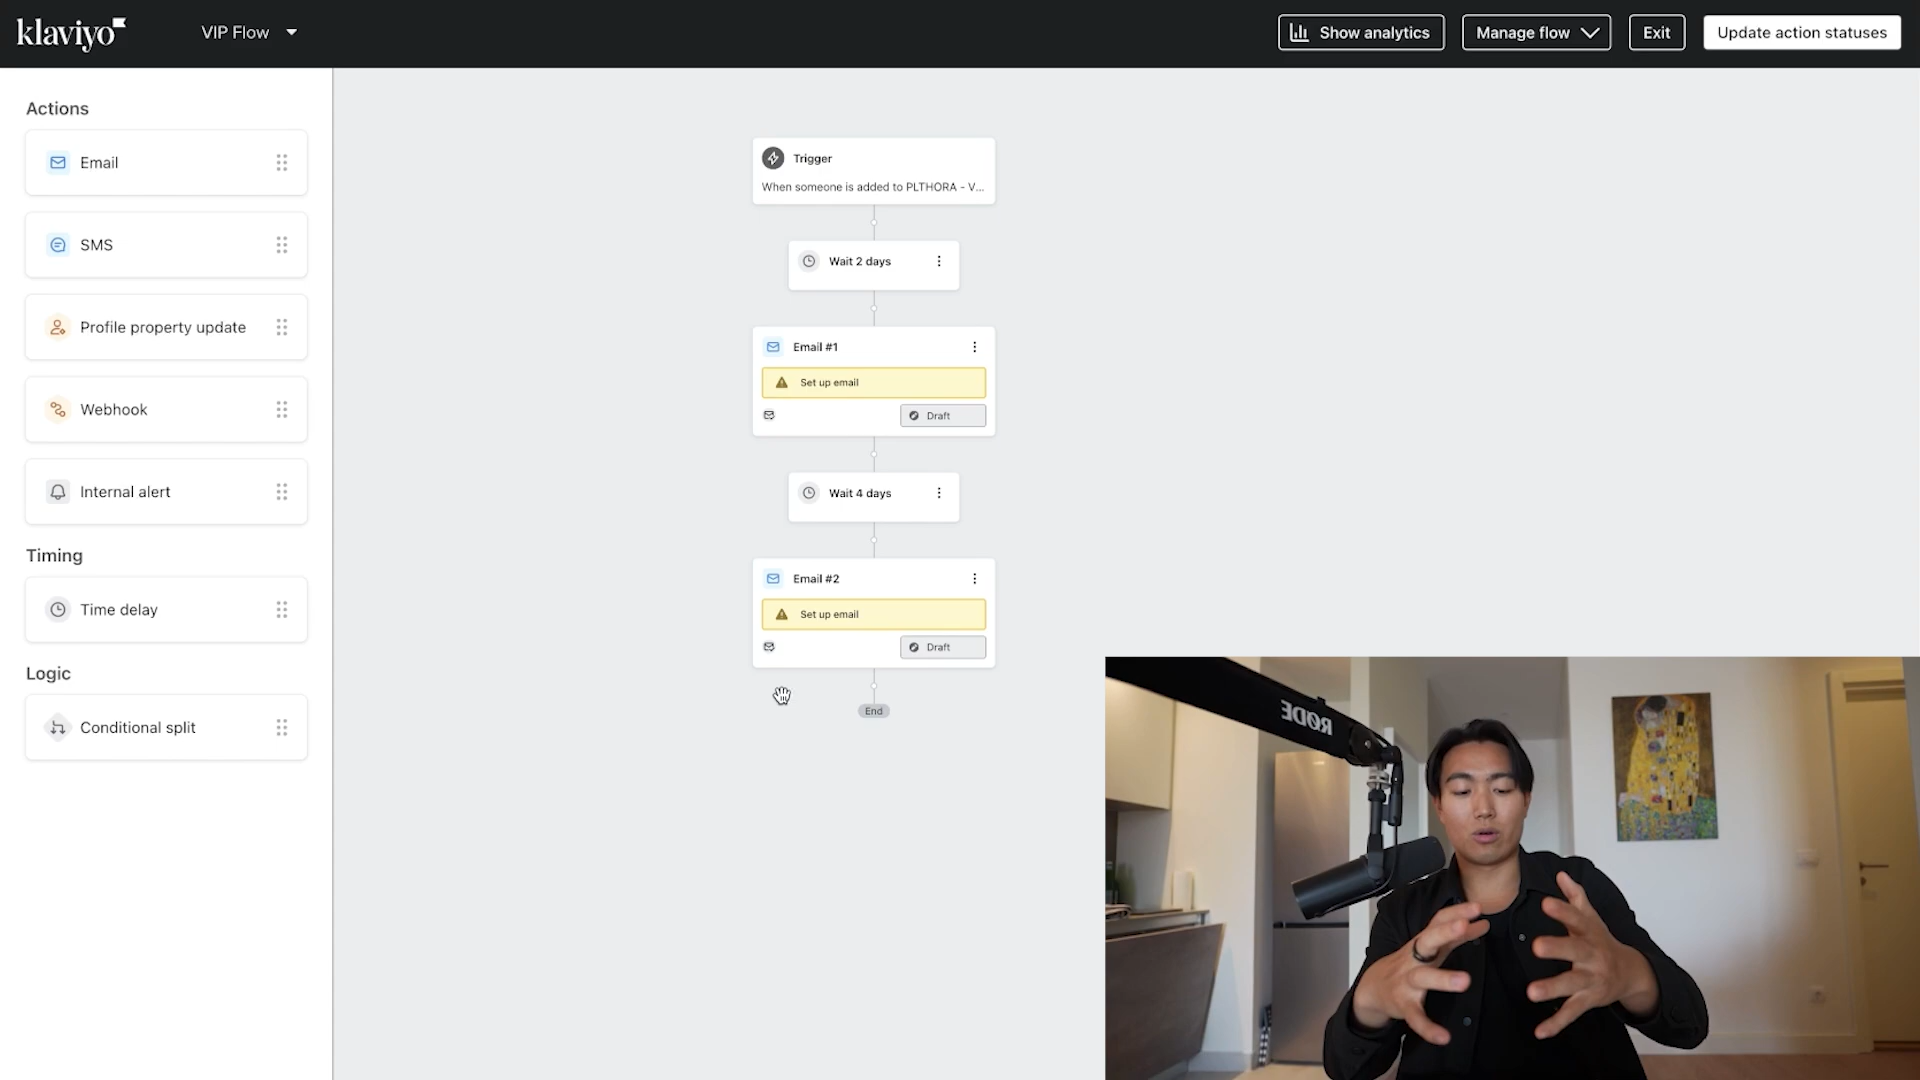 klaviyo
VIP Flow
Show analytics
Manage flow
Exit
Update action statuses
Actions
Email
SMS
Profile property update
Webhook
Internal alert
Timing
Time delay
Logic
Conditional split
Trigger
When someone is added to PLTHORA - V...
Wait 2 days
Email #1
Set up email
Draft
Wait 4 days
Email #2
Set up email
Draft
End
RØDE